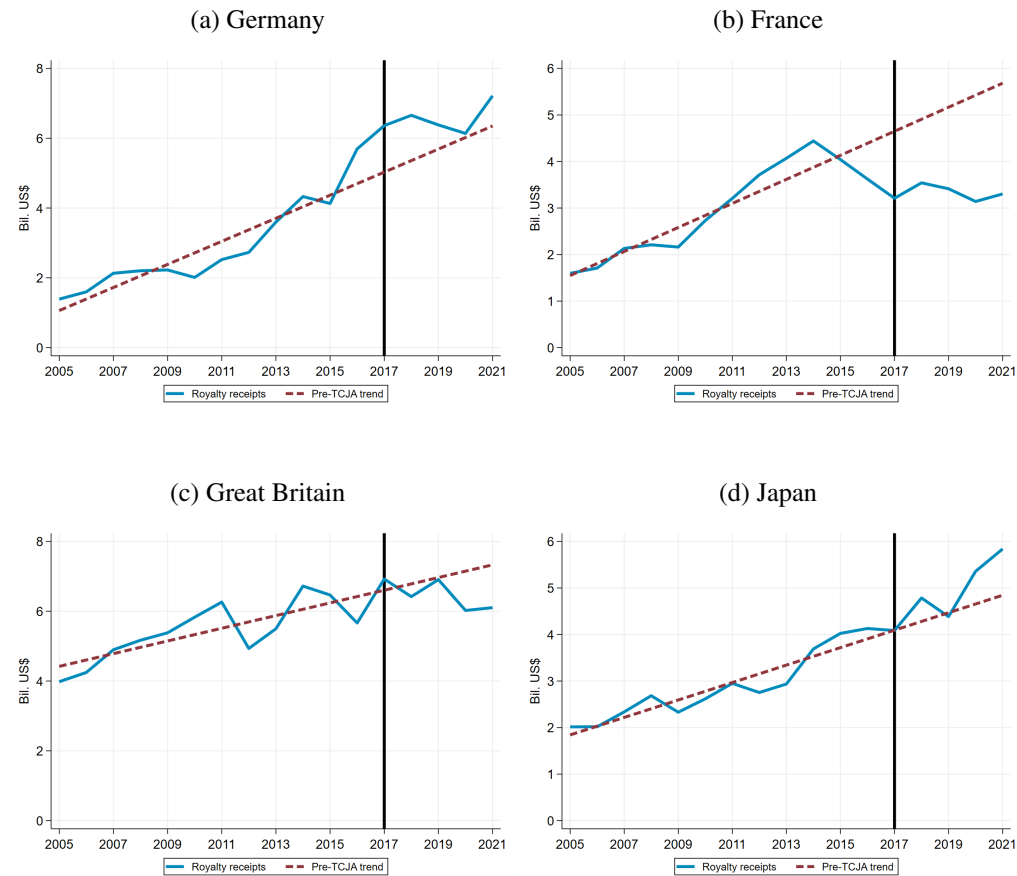 (a) Germany
Bil. US$
8
6
4
2
0
2005 2007 2009 2011 2013 2015 2017 2019 2021
Royalty receipts Pre-TCJA trend
(b) France
Bil. US$
6
5
4
3
2
1
0
2005 2007 2009 2011 2013 2015 2017 2019 2021
Royalty receipts Pre-TCJA trend
(c) Great Britain
Bil. US$
8
6
4
2
0
2005 2007 2009 2011 2013 2015 2017 2019 2021
Royalty receipts Pre-TCJA trend
(d) Japan
Bil. US$
6
5
4
3
2
1
0
2005 2007 2009 2011 2013 2015 2017 2019 2021
Royalty receipts Pre-TCJA trend